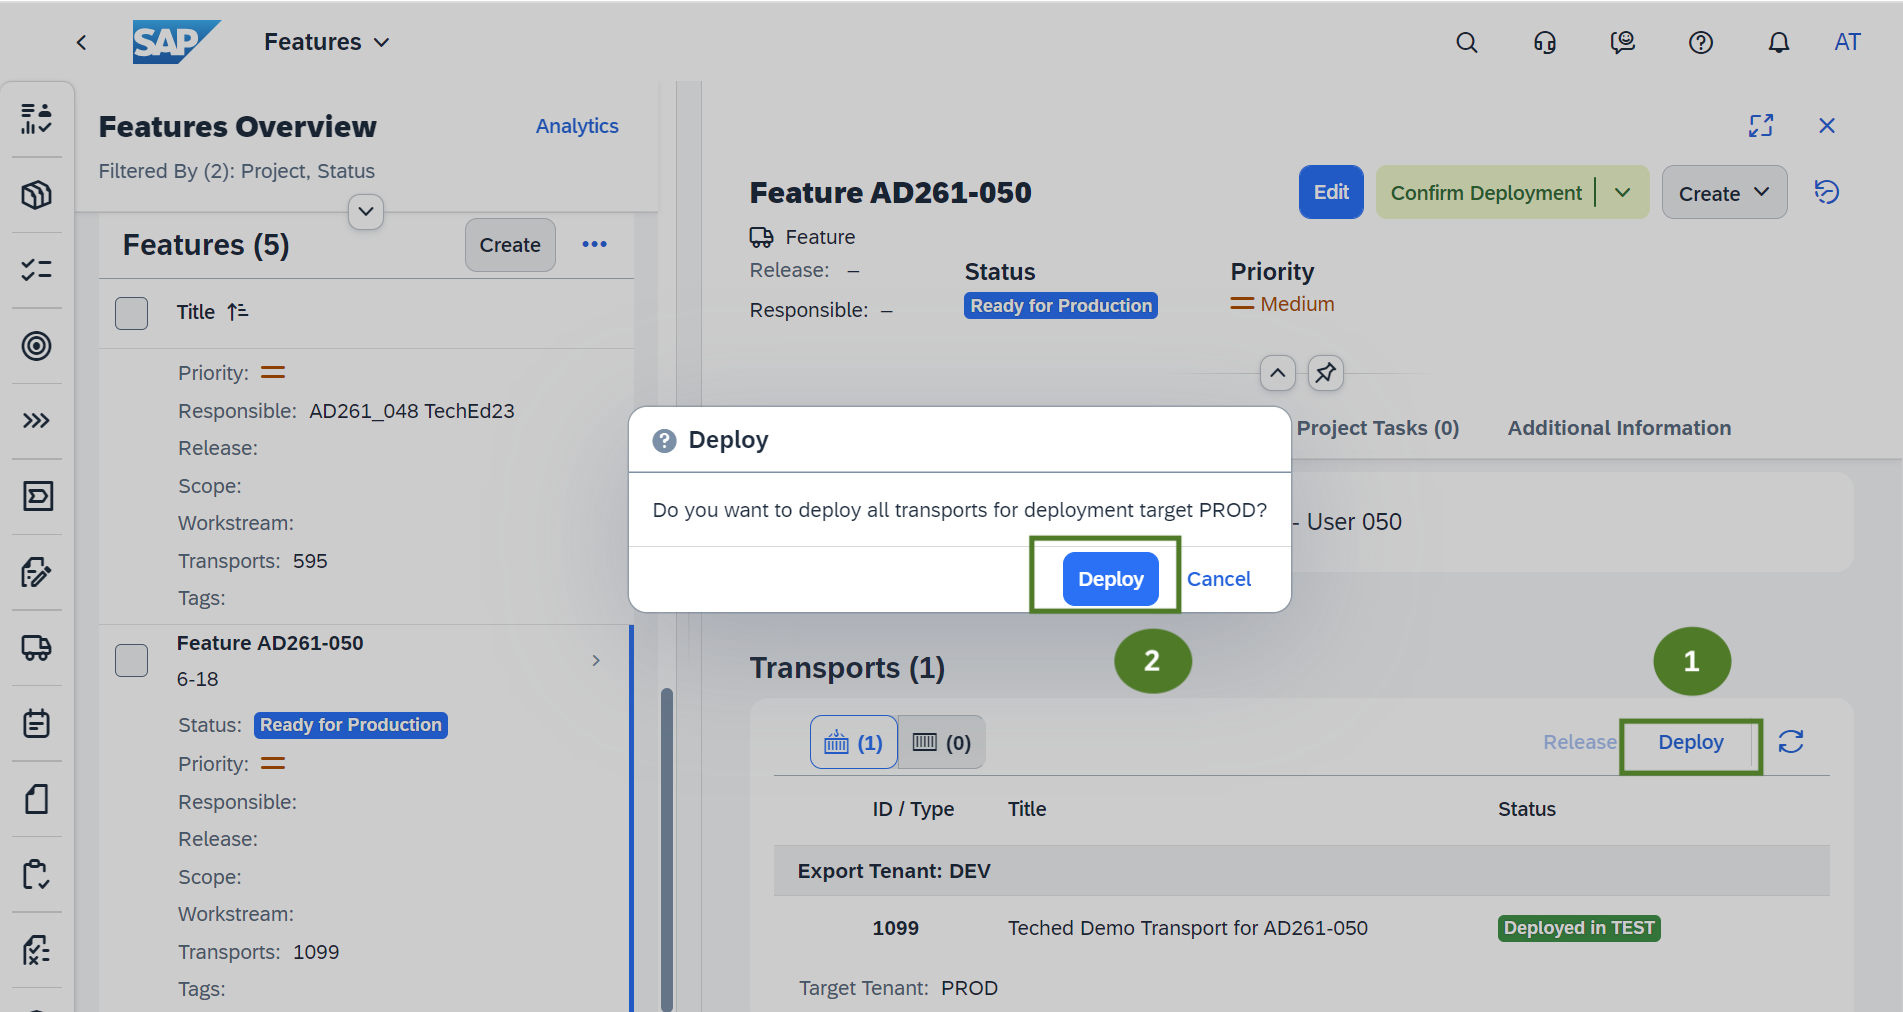 SAP
Features
AT
Features Overview
Analytics
Filtered By (2): Project, Status
Features (5)
Create
Title
Priority:
Responsible: AD261_048 TechEd23
Release:
Scope:
Workstream:
Transports: 595
Tags:
Feature AD261-050
6-18
Status: Ready for Production
Priority:
Responsible:
Release:
Scope:
Workstream:
Transports: 1099
Tags:
Feature AD261-050
Edit
Confirm Deployment
Create
Feature
Release: –
Responsible: –
Status
Ready for Production
Priority
Medium
Project Tasks (0)
Additional Information
- User 050
? Deploy
Do you want to deploy all transports for deployment target PROD?
Deploy
Cancel
2
1
Transports (1)
(1)
(0)
Release
Deploy
ID / Type
Title
Status
Export Tenant: DEV
1099
Teched Demo Transport for AD261-050
Deployed in TEST
Target Tenant: PROD